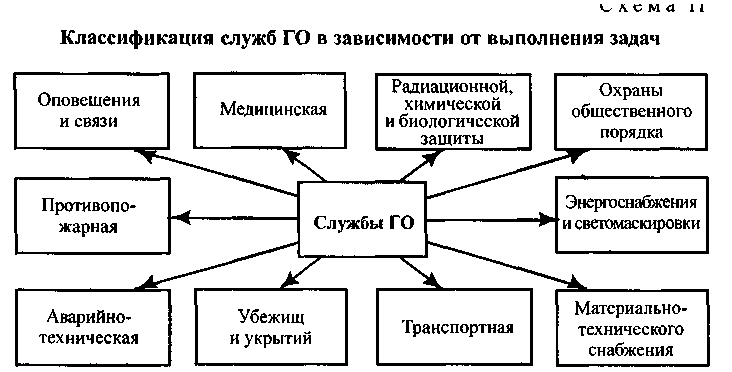 Схема 11
Классификация служб ГО в зависимости от выполнения задач
Оповещения
и связи
Медицинская
Радиационной,
химической
и биологической
защиты
Охраны
общественного
порядка
Противопо-
жарная
Службы ГО
Энергоснабжения
и светомаскировки
Аварийно-
техническая
Убежищ
и укрытий
Транспортная
Материально-
технического
снабжения